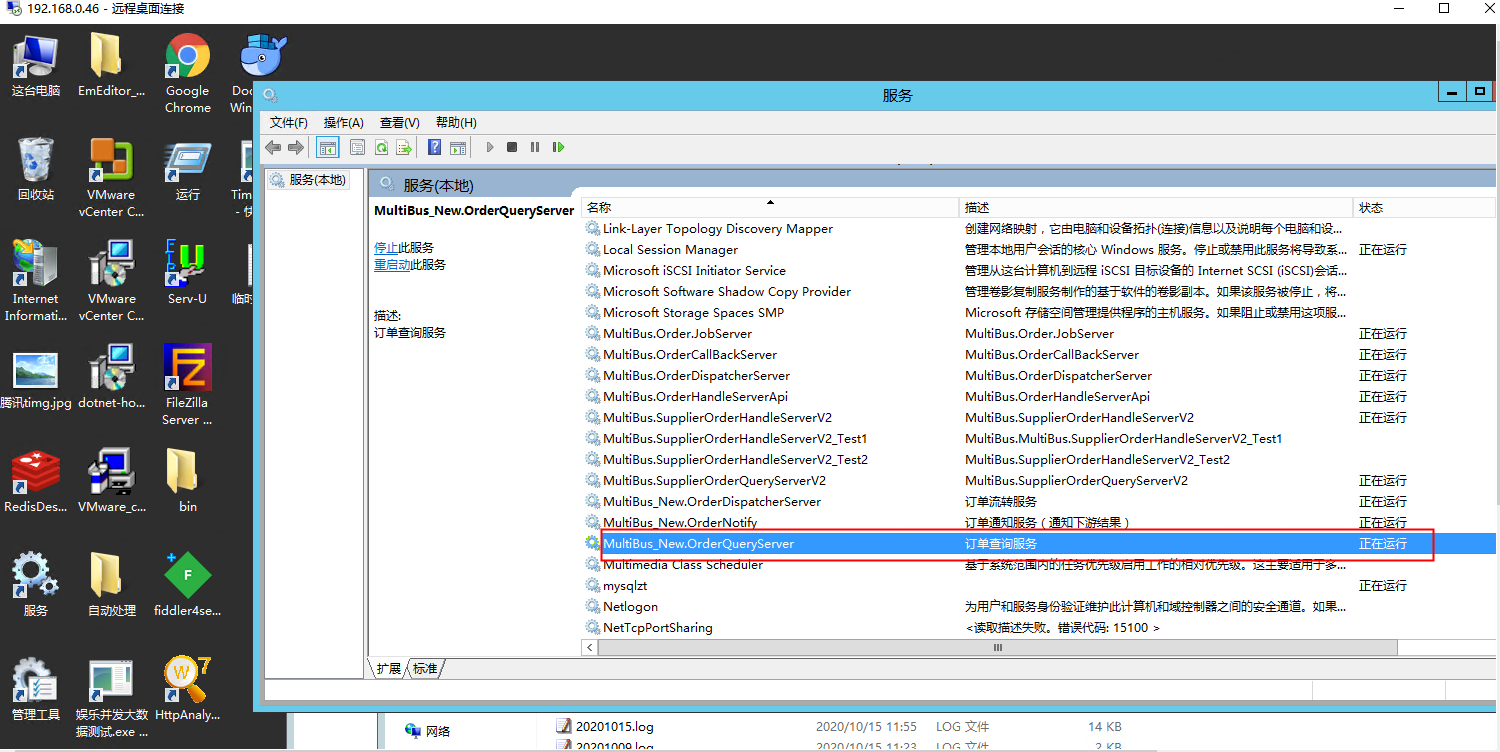 192.168.0.46 - 远程桌面连接
这台电脑
EmEditor_...
Google
Chrome
回收站
VMware
vCenter C...
运行
- 快
Internet
Informati...
VMware
vCenter C...
Serv-U
临时
腾讯timg.jpg
dotnet-ho...
FileZilla
Server ...
RedisDes...
VMware_c...
bin
服务
自动处理
fiddler4se...
管理工具
娱乐并发大数
据测试.exe ...
HttpAnaly...
服务
文件(F) 操作(A) 查看(V) 帮助(H)
服务(本地)
服务(本地)
MultiBus_New.OrderQueryServer
停止此服务
重启动此服务
描述:
订单查询服务
名称 描述 状态
Link-Layer Topology Discovery Mapper 创建网络映射，它由电脑和设备拓扑(连接)信息以及说明每个电脑和设...
Local Session Manager 管理本地用户会话的核心 Windows 服务。停止或禁用此服务将导致系... 正在运行
Microsoft iSCSI Initiator Service 管理从这台计算机到远程 iSCSI 目标设备的 Internet SCSI (iSCSI)会话...
Microsoft Software Shadow Copy Provider 管理卷影复制服务制作的基于软件的卷影副本。如果该服务被停止，将...
Microsoft Storage Spaces SMP Microsoft 存储空间管理提供程序的主机服务。如果阻止或禁用这项服...
MultiBus.Order.JobServer MultiBus.Order.JobServer 正在运行
MultiBus.OrderCallBackServer MultiBus.OrderCallBackServer 正在运行
MultiBus.OrderDispatcherServer MultiBus.OrderDispatcherServer 正在运行
MultiBus.OrderHandleServerApi MultiBus.OrderHandleServerApi 正在运行
MultiBus.SupplierOrderHandleServerV2 MultiBus.SupplierOrderHandleServerV2 正在运行
MultiBus.SupplierOrderHandleServerV2_Test1 MultiBus.MultiBus.SupplierOrderHandleServerV2_Test1
MultiBus.SupplierOrderHandleServerV2_Test2 MultiBus.SupplierOrderHandleServerV2_Test2
MultiBus.SupplierOrderQueryServerV2 MultiBus.SupplierOrderQueryServerV2 正在运行
MultiBus_New.OrderDispatcherServer 订单流转服务 正在运行
MultiBus_New.OrderNotify 订单通知服务（通知下游结果） 正在运行
MultiBus_New.OrderQueryServer 订单查询服务 正在运行
Multimedia Class Scheduler 基于系统范围内的任务优先级启用工作的相对优先级。这主要适用于多...
mysqlzt 正在运行
Netlogon 为用户和服务身份验证维护此计算机和域控制器之间的安全通道。如果...
NetTcpPortSharing <读取描述失败。错误代码: 15100 >
扩展 标准
网络
20201015.log 2020/10/15 11:55 LOG 文件 14 KB
20201009.log 2020/10/15 11:23 LOG 文件 2 KB